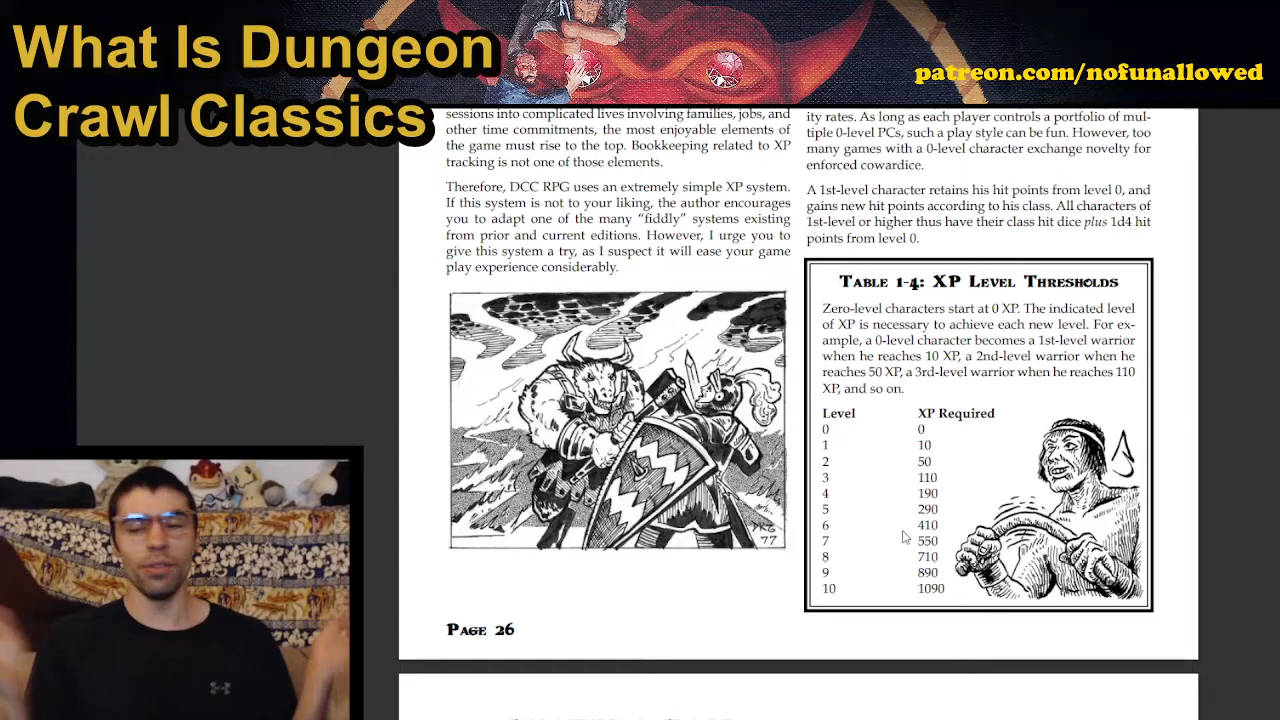 What Is Dungeon
Crawl Classics
patreon.com/nofunallowed
sessions into complicated lives involving families, jobs, and
other time commitments, the most enjoyable elements of
the game must rise to the top. Bookkeeping related to XP
tracking is not one of those elements.
Therefore, DCC RPG uses an extremely simple XP system.
If this system is not to your liking, the author encourages
you to adapt one of the many “fiddly” systems existing
from prior and current editions. However, I urge you to
give this system a try, as I suspect it will ease your game
play experience considerably.
77
Page 26
ity rates. As long as each player controls a portfolio of mul-
tiple 0-level PCs, such a play style can be fun. However, too
many games with a 0-level character exchange novelty for
enforced cowardice.
A 1st-level character retains his hit points from level 0, and
gains new hit points according to his class. All characters of
1st-level or higher thus have their class hit dice plus 1d4 hit
points from level 0.
Table 1-4: XP Level Thresholds
Zero-level characters start at 0 XP. The indicated level
of XP is necessary to achieve each new level. For ex-
ample, a 0-level character becomes a 1st-level warrior
when he reaches 10 XP, a 2nd-level warrior when he
reaches 50 XP, a 3rd-level warrior when he reaches 110
XP, and so on.
Level XP Required
0 0
1 10
2 50
3 110
4 190
5 290
6 410
7 550
8 710
9 890
10 1090